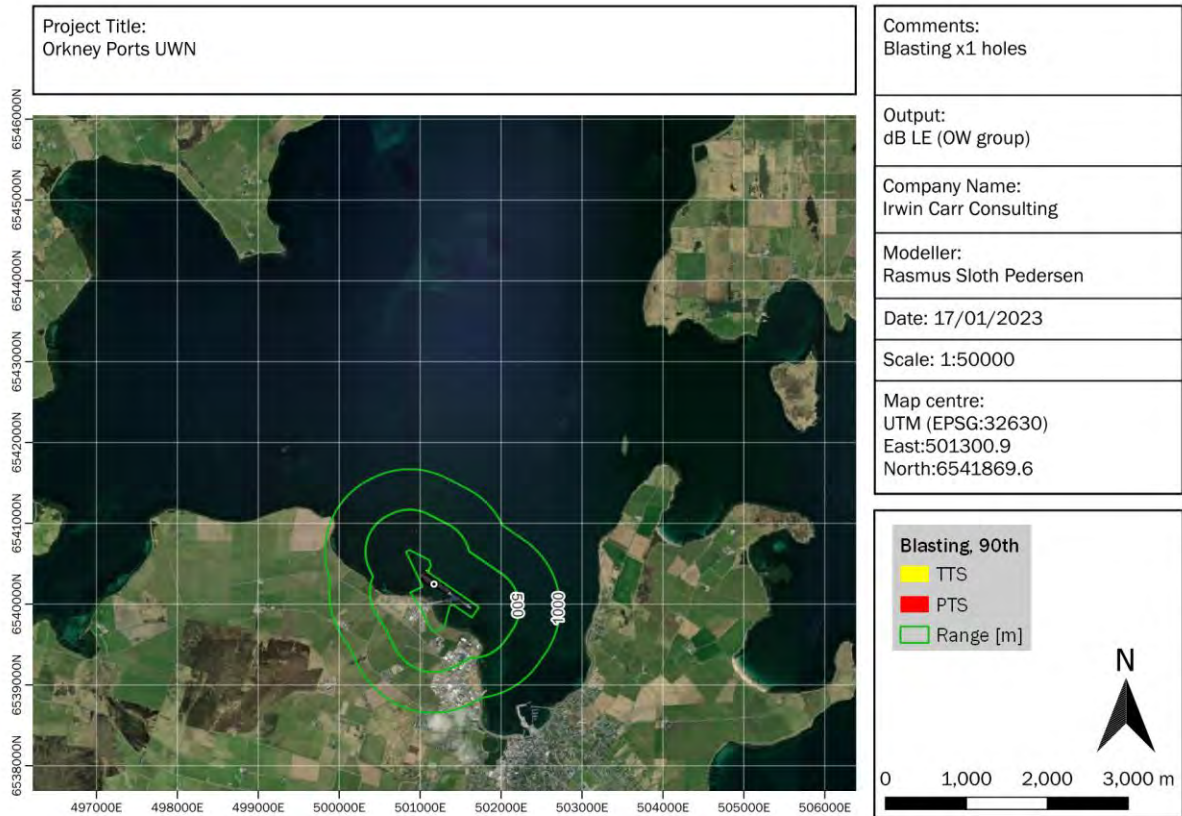 Project Title:
Orkney Ports UWN
Comments:
Blasting x1 holes
Output:
dB LE (OW group)
Company Name:
Irwin Carr Consulting
Modeller:
Rasmus Sloth Pedersen
Date: 17/01/2023
Scale: 1:50000
Map centre:
UTM (EPSG:32630)
East:501300.9
North:6541869.6
6546000N
6545000N
6544000N
6543000N
6542000N
6541000N
6540000N
6539000N
6538000N
500
1000
497000E
498000E
499000E
500000E
501000E
502000E
503000E
504000E
505000E
506000E
Blasting, 90th
TTS
PTS
Range [m]
N
0 1,000 2,000 3,000 m